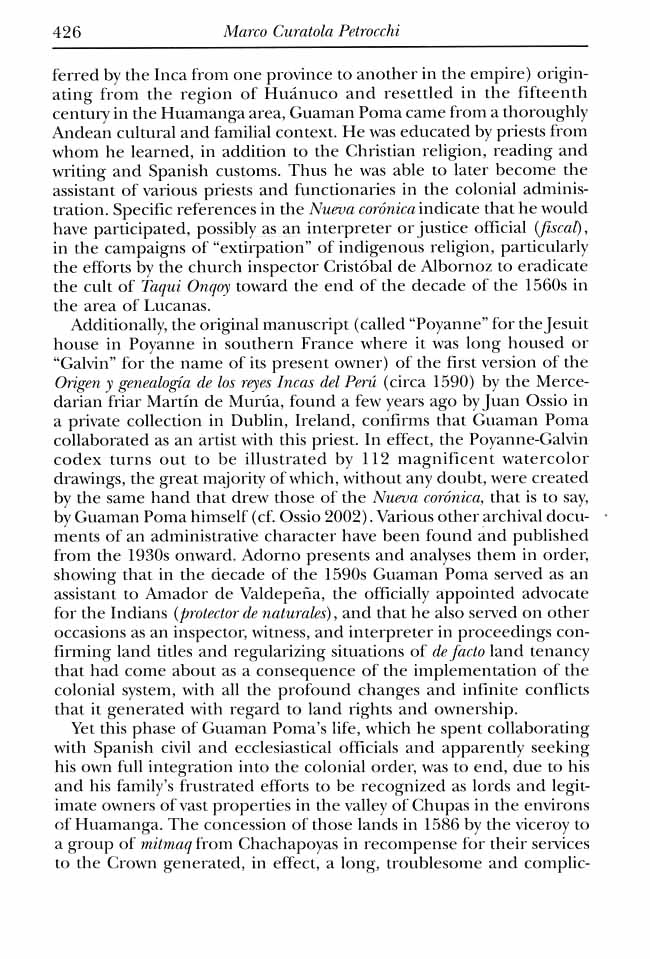 426 Marco Curatola Petrocchi
ferred by the Inca from one province to another in the empire) origin-
ating from the region of Huánuco and resettled in the fifteenth
century in the Huamanga area, Guaman Poma came from a thoroughly
Andean cultural and familial context. He was educated by priests from
whom he learned, in addition to the Christian religion, reading and
writing and Spanish customs. Thus he was able to later become the
assistant of various priests and functionaries in the colonial adminis-
tration. Specific references in the Nueva corónica indicate that he would
have participated, possibly as an interpreter or justice official (fiscal),
in the campaigns of “extirpation” of indigenous religion, particularly
the efforts by the church inspector Cristóbal de Albornoz to eradicate
the cult of Taqui Onqoy toward the end of the decade of the 1560s in
the area of Lucanas.
Additionally, the original manuscript (called “Poyanne” for the Jesuit
house in Poyanne in southern France where it was long housed or
“Galvin” for the name of its present owner) of the first version of the
Origen y genealogía de los reyes Incas del Perú (circa 1590) by the Merce-
darian friar Martín de Murúa, found a few years ago by Juan Ossio in
a private collection in Dublin, Ireland, confirms that Guaman Poma
collaborated as an artist with this priest. In effect, the Poyanne-Galvin
codex turns out to be illustrated by 112 magnificent watercolor
drawings, the great majority of which, without any doubt, were created
by the same hand that drew those of the Nueva corónica, that is to say,
by Guaman Poma himself (cf. Ossio 2002). Various other archival docu-
ments of an administrative character have been found and published
from the 1930s onward. Adorno presents and analyses them in order,
showing that in the decade of the 1590s Guaman Poma served as an
assistant to Amador de Valdepeña, the officially appointed advocate
for the Indians (protector de naturales), and that he also served on other
occasions as an inspector, witness, and interpreter in proceedings con-
firming land titles and regularizing situations of de facto land tenancy
that had come about as a consequence of the implementation of the
colonial system, with all the profound changes and infinite conflicts
that it generated with regard to land rights and ownership.
Yet this phase of Guaman Poma’s life, which he spent collaborating
with Spanish civil and ecclesiastical officials and apparently seeking
his own full integration into the colonial order, was to end, due to his
and his family’s frustrated efforts to be recognized as lords and legit-
imate owners of vast properties in the valley of Chupas in the environs
of Huamanga. The concession of those lands in 1586 by the viceroy to
a group of mitmaq from Chachapoyas in recompense for their services
to the Crown generated, in effect, a long, troublesome and complic-